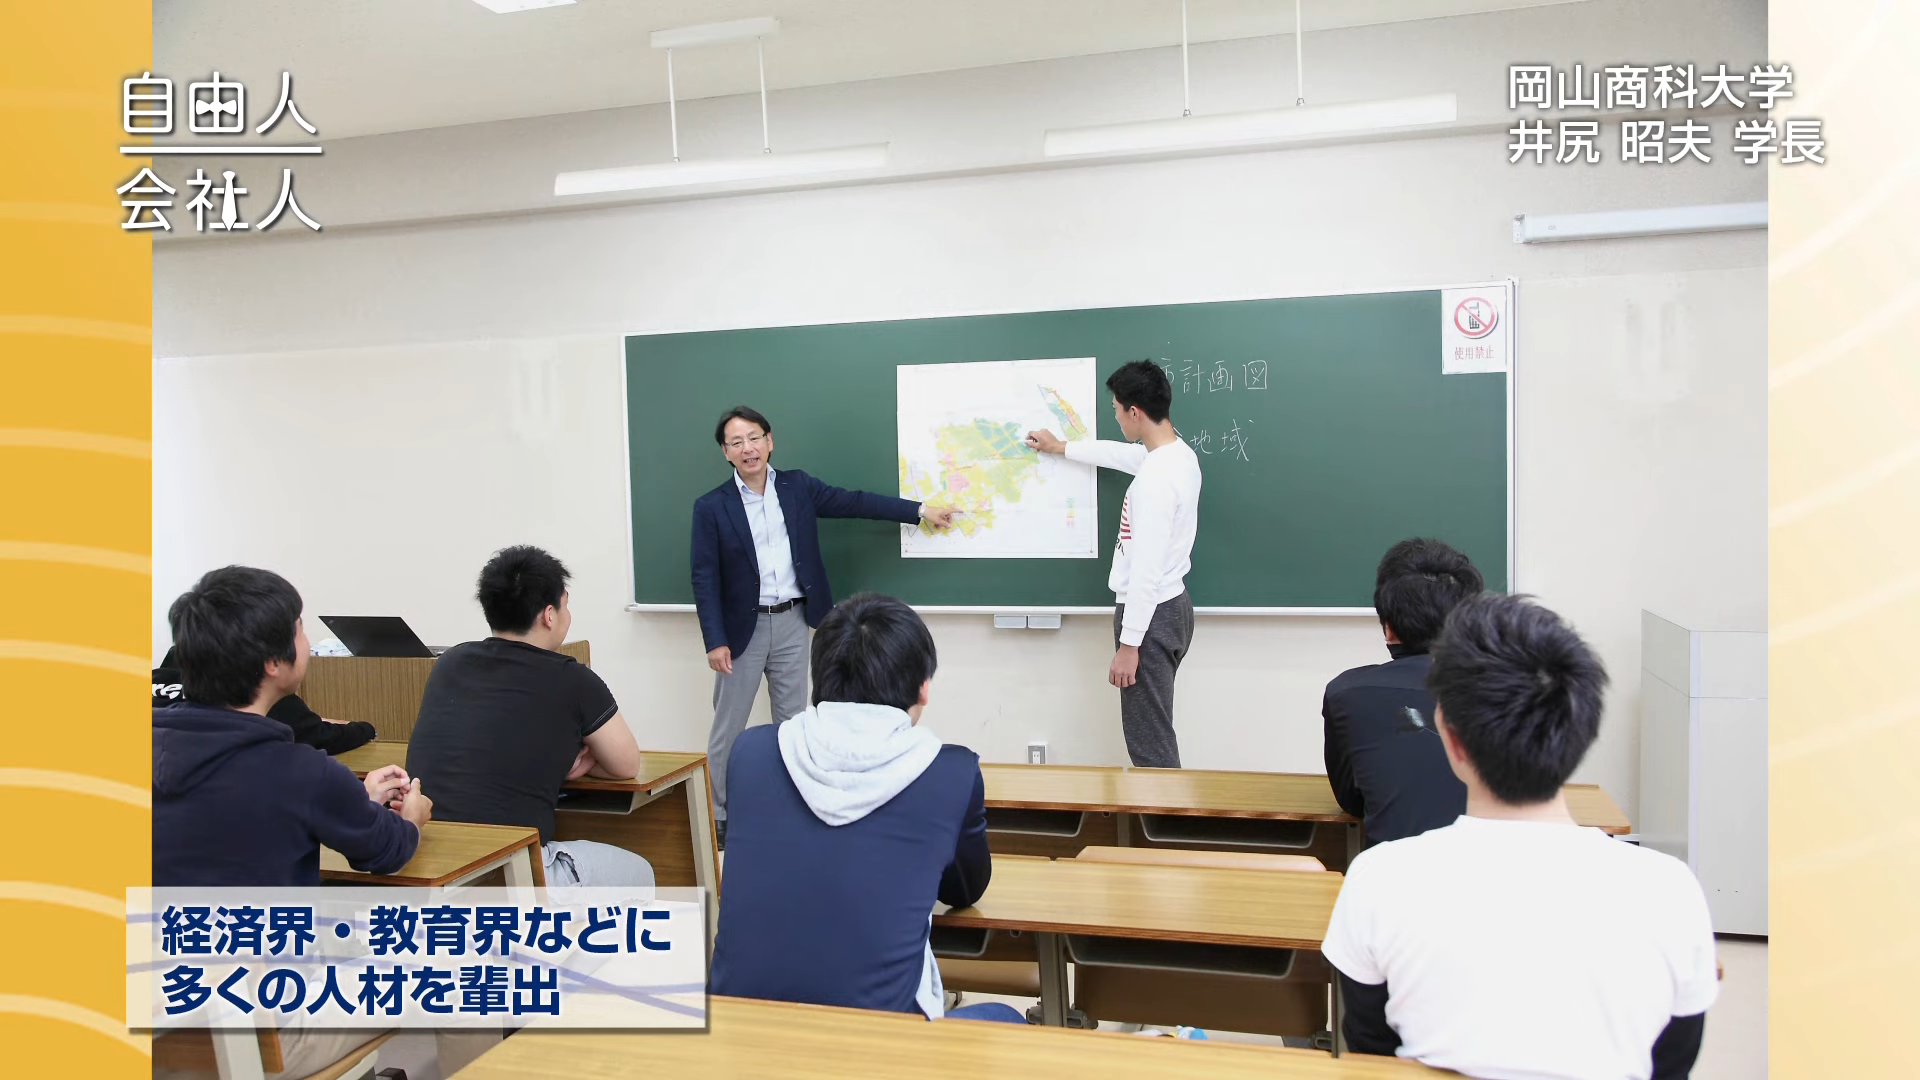 自由人
会社人
岡山商科大学
井尻 昭夫 学長
使用禁止
計画図
地域
経済界・教育界などに
多くの人材を輩出